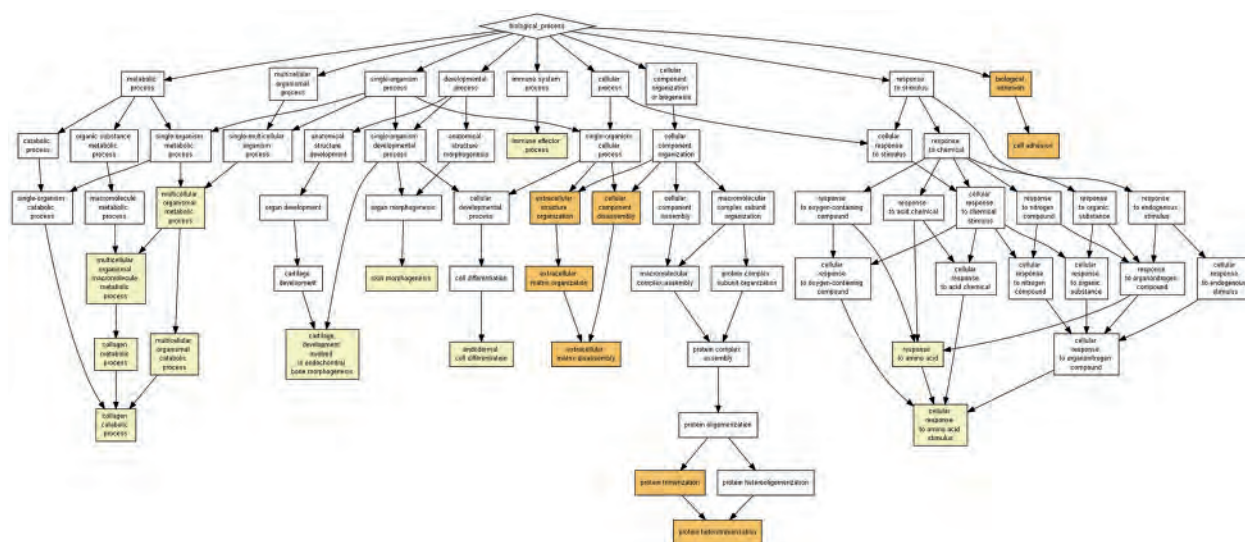 biological_process
metabolic
process
multicellular
organismal
process
single-organism
process
developmental
process
immune system
process
cellular
process
cellular
component
organization
or biogenesis
response
to stimulus
biological
adhesion
catabolic
process
organic substance
metabolic
process
single-organism
metabolic
process
single-multicellular
organism
process
anatomical
structure
development
single-organism
developmental
process
anatomical
structure
morphogenesis
immune effector
process
single-organism
cellular
process
cellular
component
organization
cellular
response
to stimulus
response
to chemical
cell adhesion
single-organism
catabolic
process
macromolecule
metabolic
process
multicellular
organismal
metabolic
process
organ development
organ morphogenesis
cellular
developmental
process
extracellular
structure
organization
cellular
component
disassembly
cellular
component
assembly
macromolecular
complex subunit
organization
response
to oxygen-containing
compound
response
to acid chemical
cellular
response
to chemical
stimulus
response
to nitrogen
compound
response
to organic
substance
response
to endogenous
stimulus
multicellular
organismal
macromolecule
metabolic
process
cartilage
development
morphogenesis
cell differentiation
extracellular
matrix organization
macromolecular
complex assembly
protein complex
subunit organization
cellular
response
to oxygen-containing
compound
cellular
response
to acid chemical
cellular
response
to nitrogen
compound
cellular
response
to organic
substance
response
to organonitrogen
compound
cellular
response
to endogenous
stimulus
collagen
metabolic
process
multicellular
organismal
catabolic
process
cartilage
development
involved
in endochondral
bone morphogenesis
endodermal
cell differentiation
extracellular
matrix disassembly
protein complex
assembly
response
to amino acid
cellular
response
to organonitrogen
compound
collagen
catabolic
process
protein oligomerization
cellular
response
to amino acid
stimulus
protein trimerization
protein heterooligomerization
protein heterotrimerization